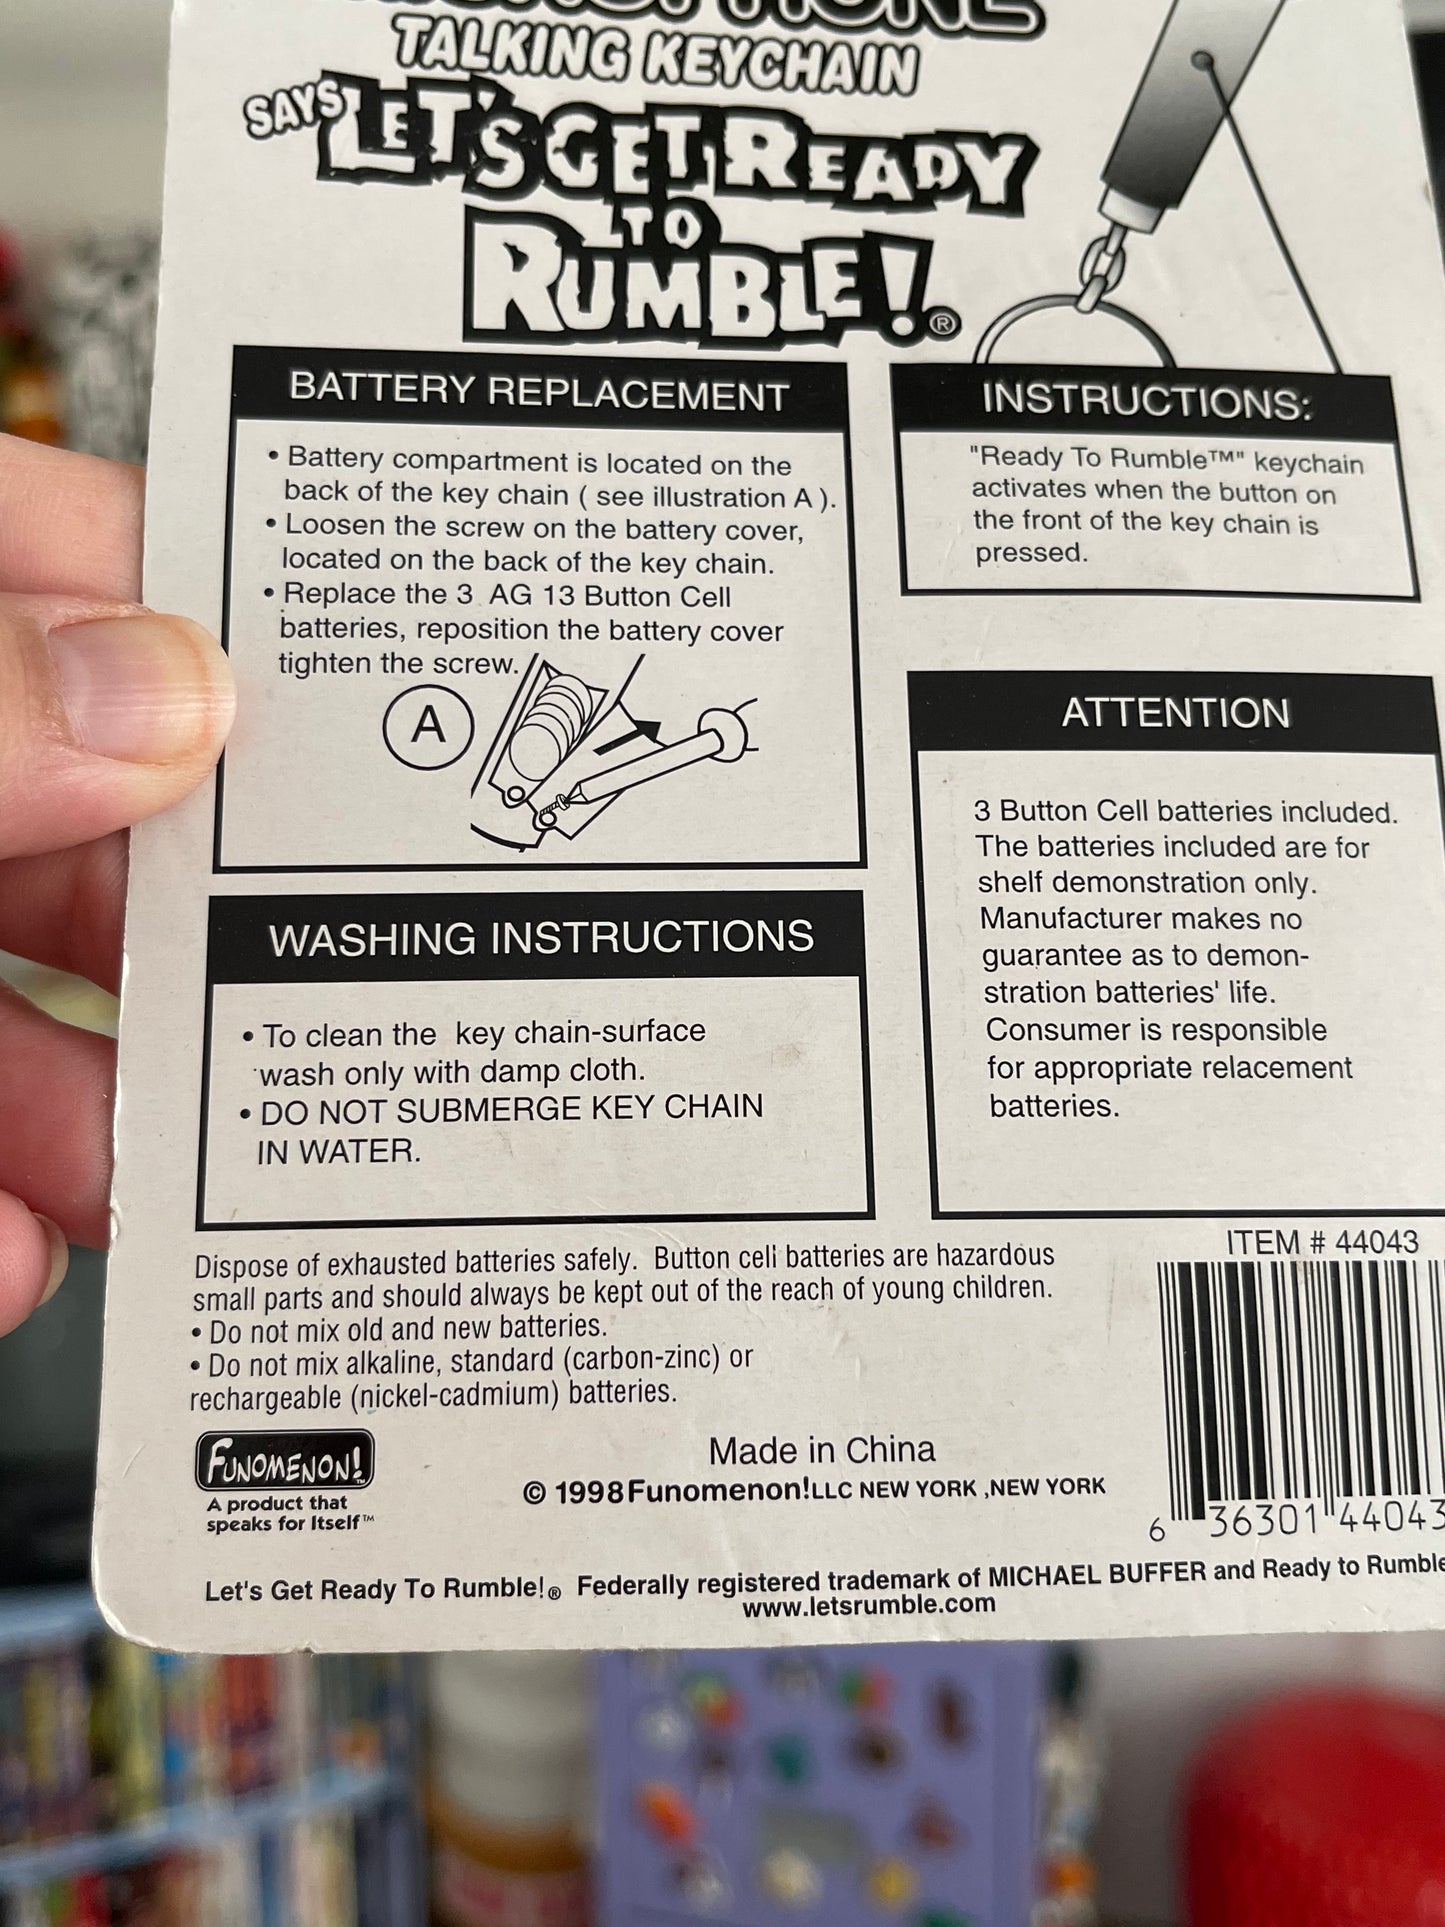 TALKING KEYCHAIN
SAYS LET'S GET READY
TO
RUMBLE!®
BATTERY REPLACEMENT
• Battery compartment is located on the
back of the key chain ( see illustration A ).
• Loosen the screw on the battery cover,
located on the back of the key chain.
• Replace the 3 AG 13 Button Cell
batteries, reposition the battery cover
tighten the screw.
A
INSTRUCTIONS:
"Ready To Rumble™" keychain
activates when the button on
the front of the key chain is
pressed.
ATTENTION
3 Button Cell batteries included.
The batteries included are for
shelf demonstration only.
Manufacturer makes no
guarantee as to demon-
stration batteries' life.
Consumer is responsible
for appropriate relacement
batteries.
WASHING INSTRUCTIONS
• To clean the key chain-surface
wash only with damp cloth.
• DO NOT SUBMERGE KEY CHAIN
IN WATER.
Dispose of exhausted batteries safely. Button cell batteries are hazardous
small parts and should always be kept out of the reach of young children.
• Do not mix old and new batteries.
• Do not mix alkaline, standard (carbon-zinc) or
rechargeable (nickel-cadmium) batteries.
ITEM # 44043
6 36301 44043
FUNOMENON!™
A product that
speaks for Itself™
Made in China
© 1998 Funomenon!LLC NEW YORK ,NEW YORK
Let's Get Ready To Rumble!® Federally registered trademark of MICHAEL BUFFER and Ready to Rumble
www.letsrumble.com